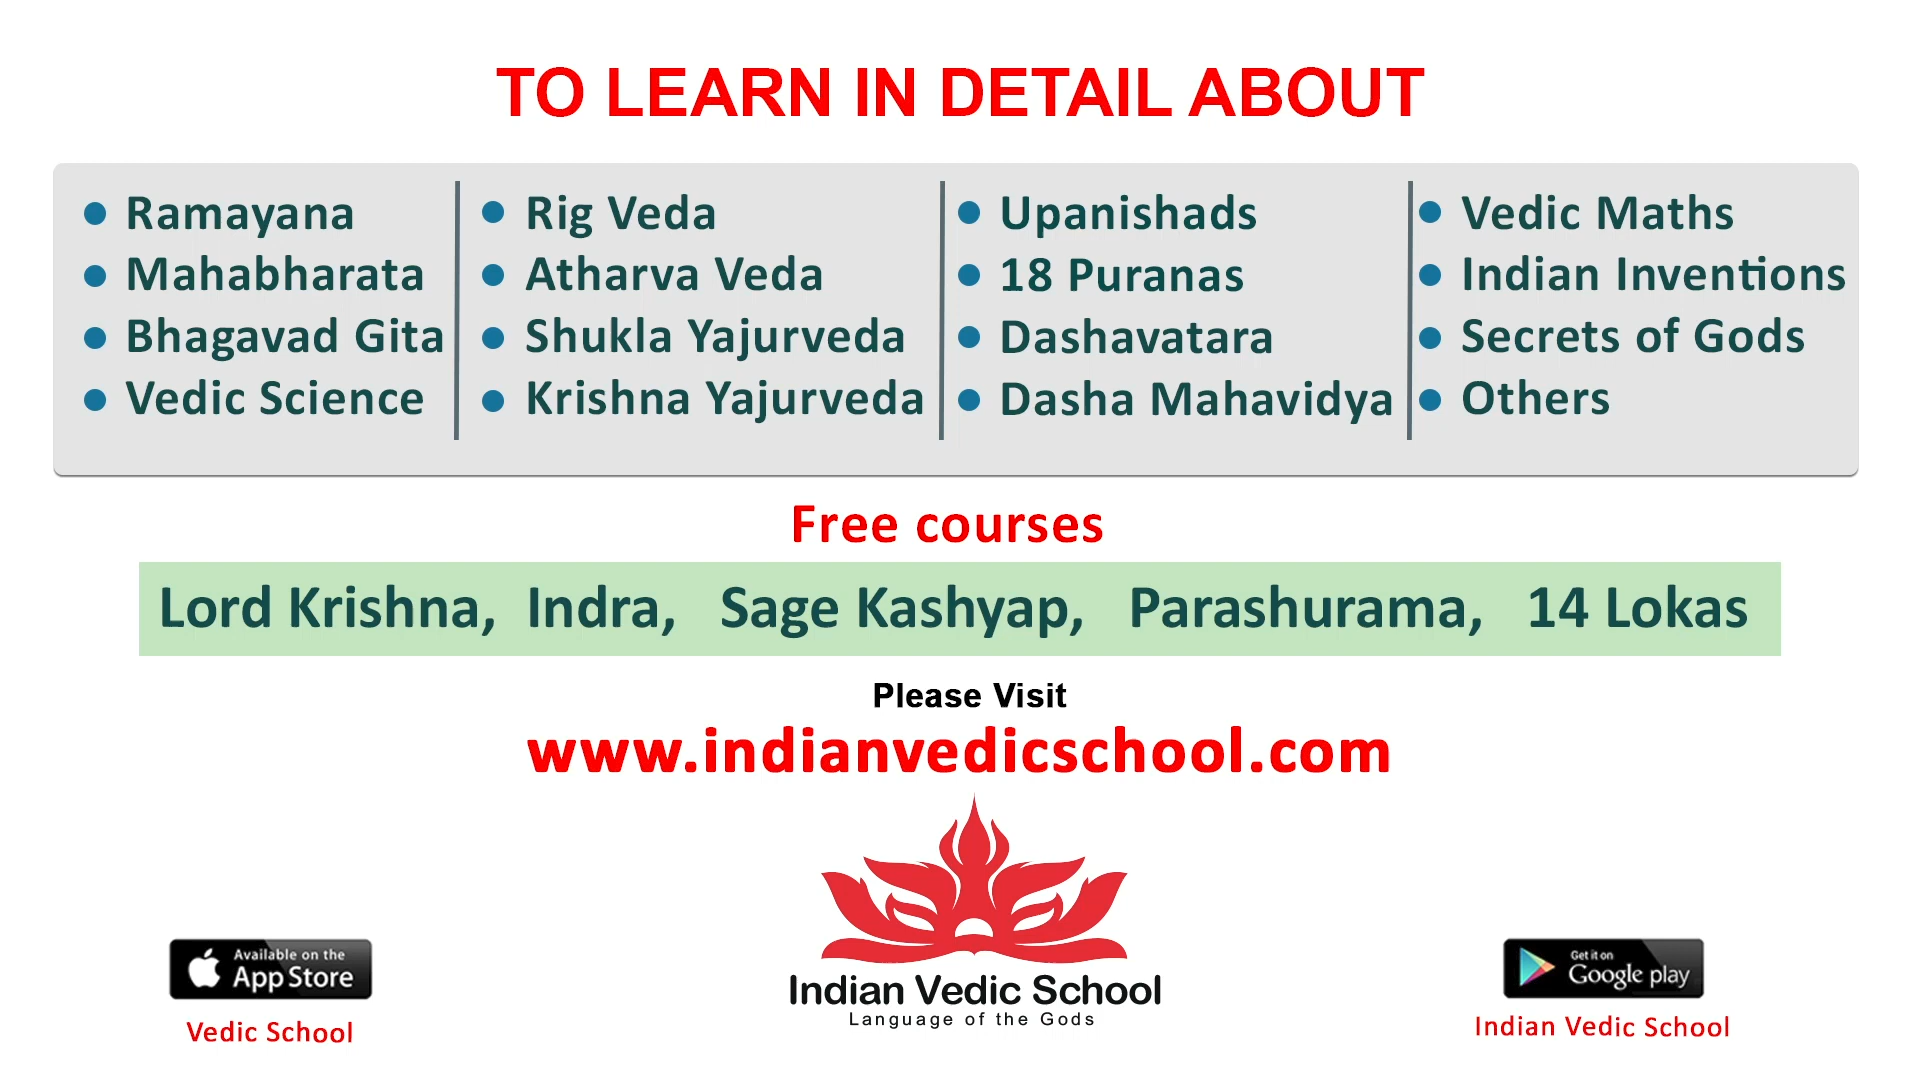 TO LEARN IN DETAIL ABOUT
Ramayana
Mahabharata
Bhagavad Gita
Vedic Science
Rig Veda
Atharva Veda
Shukla Yajurveda
Krishna Yajurveda
Upanishads
18 Puranas
Dashavatara
Dasha Mahavidya
Vedic Maths
Indian Inventions
Secrets of Gods
Others
Free courses
Lord Krishna, Indra, Sage Kashyap, Parashurama, 14 Lokas
Please Visit
www.indianvedicschool.com
Indian Vedic School
Language of the Gods
Available on the
App Store
Vedic School
Get it on
Google play
Indian Vedic School